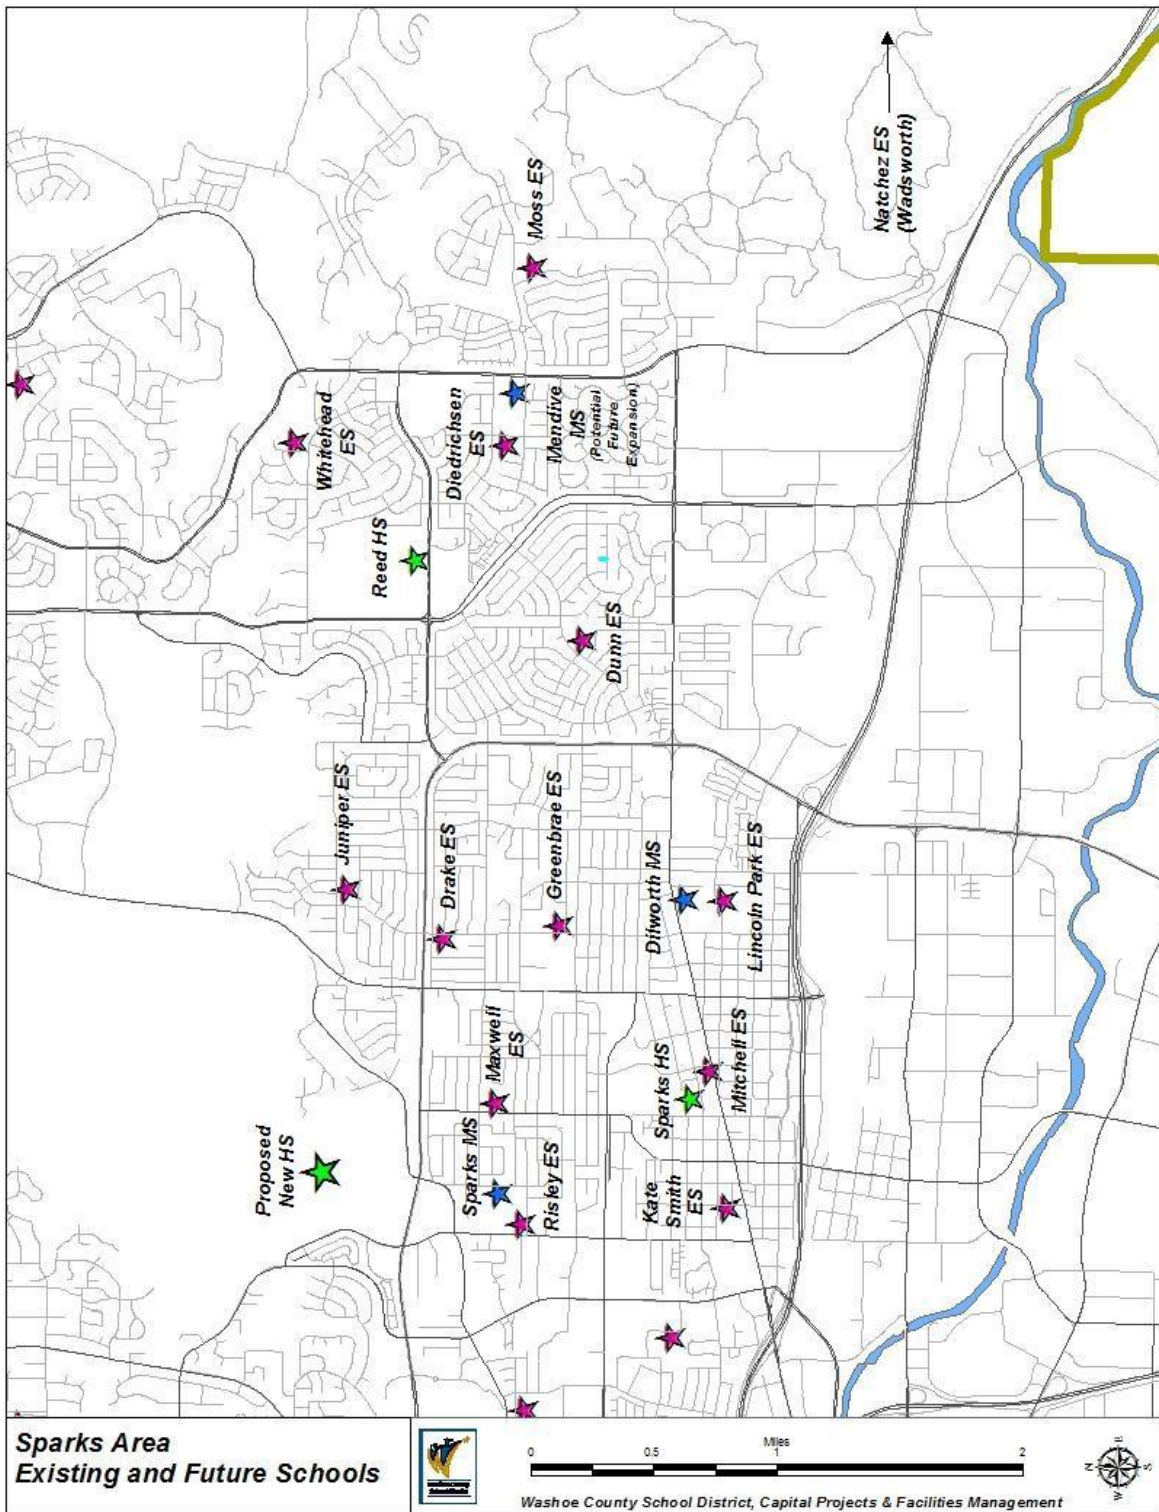 Moss ES
Natchez ES
(Wadsworth)
Whitehead
ES
Diedrichsen
ES
Mendive
MS
(Potential
Future
Expansion)
Reed HS
Dunn ES
Juniper ES
Drake ES
Greenbrae ES
Dilworth MS
Lincoln Park ES
Maxwell
ES
Sparks HS
Mitchell ES
Proposed
New HS
Sparks MS
Risley ES
Kate
Smith
ES
Sparks Area
Existing and Future Schools
Miles
0 0.5 1 2
N
E
S
W
Washoe County School District, Capital Projects & Facilities Management